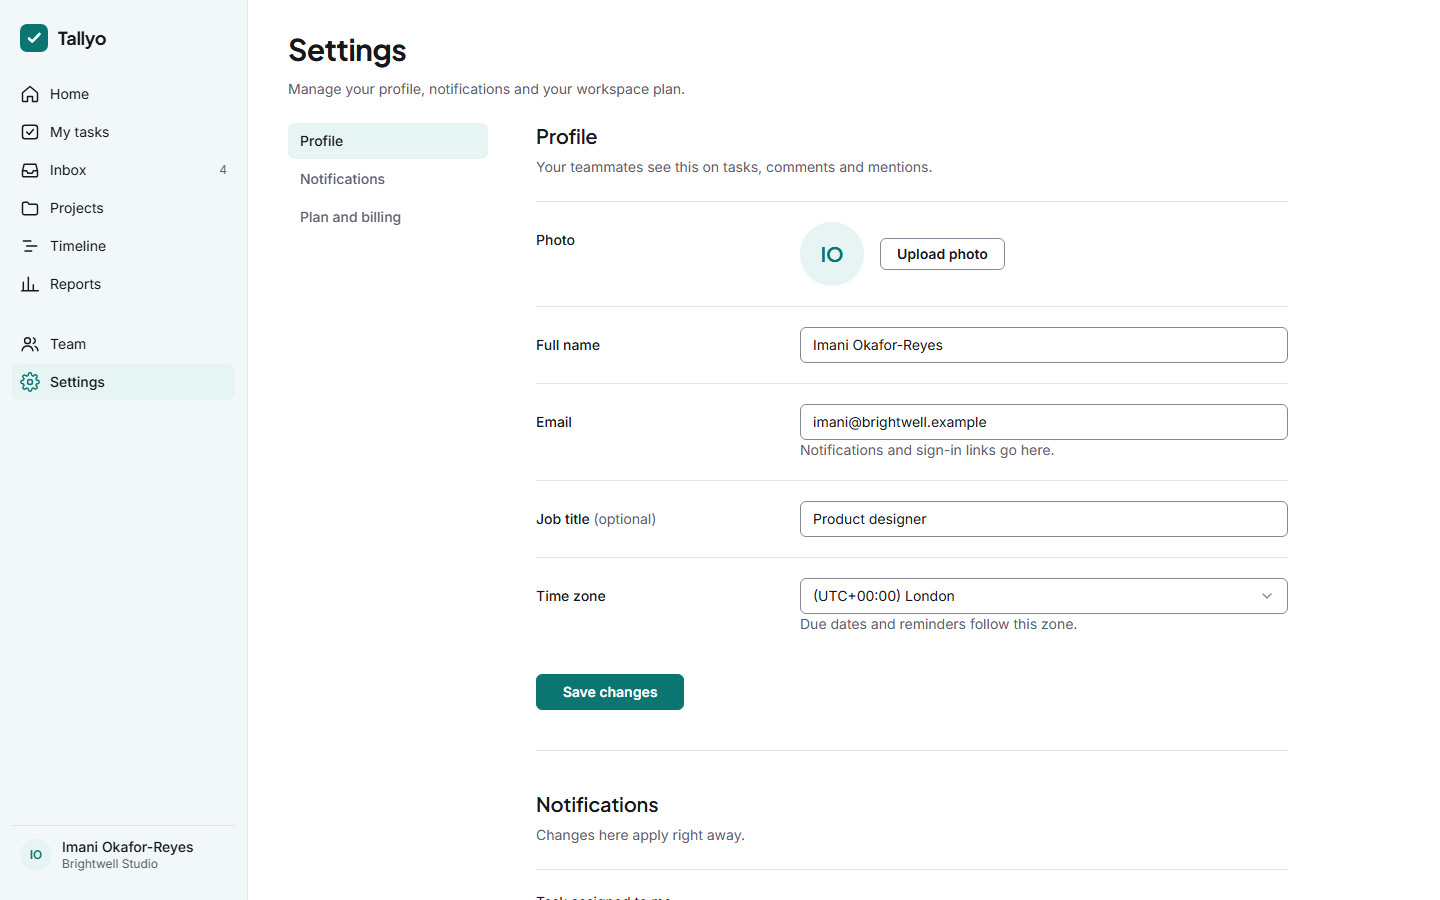 Tallyo
Home
My tasks
Inbox 4
Projects
Timeline
Reports
Team
Settings
IO
Imani Okafor-Reyes
Brightwell Studio
Settings
Manage your profile, notifications and your workspace plan.
Profile
Notifications
Plan and billing
Profile
Your teammates see this on tasks, comments and mentions.
Photo
IO
Upload photo
Full name
Imani Okafor-Reyes
Email
imani@brightwell.example
Notifications and sign-in links go here.
Job title (optional)
Product designer
Time zone
(UTC+00:00) London
Due dates and reminders follow this zone.
Save changes
Notifications
Changes here apply right away.